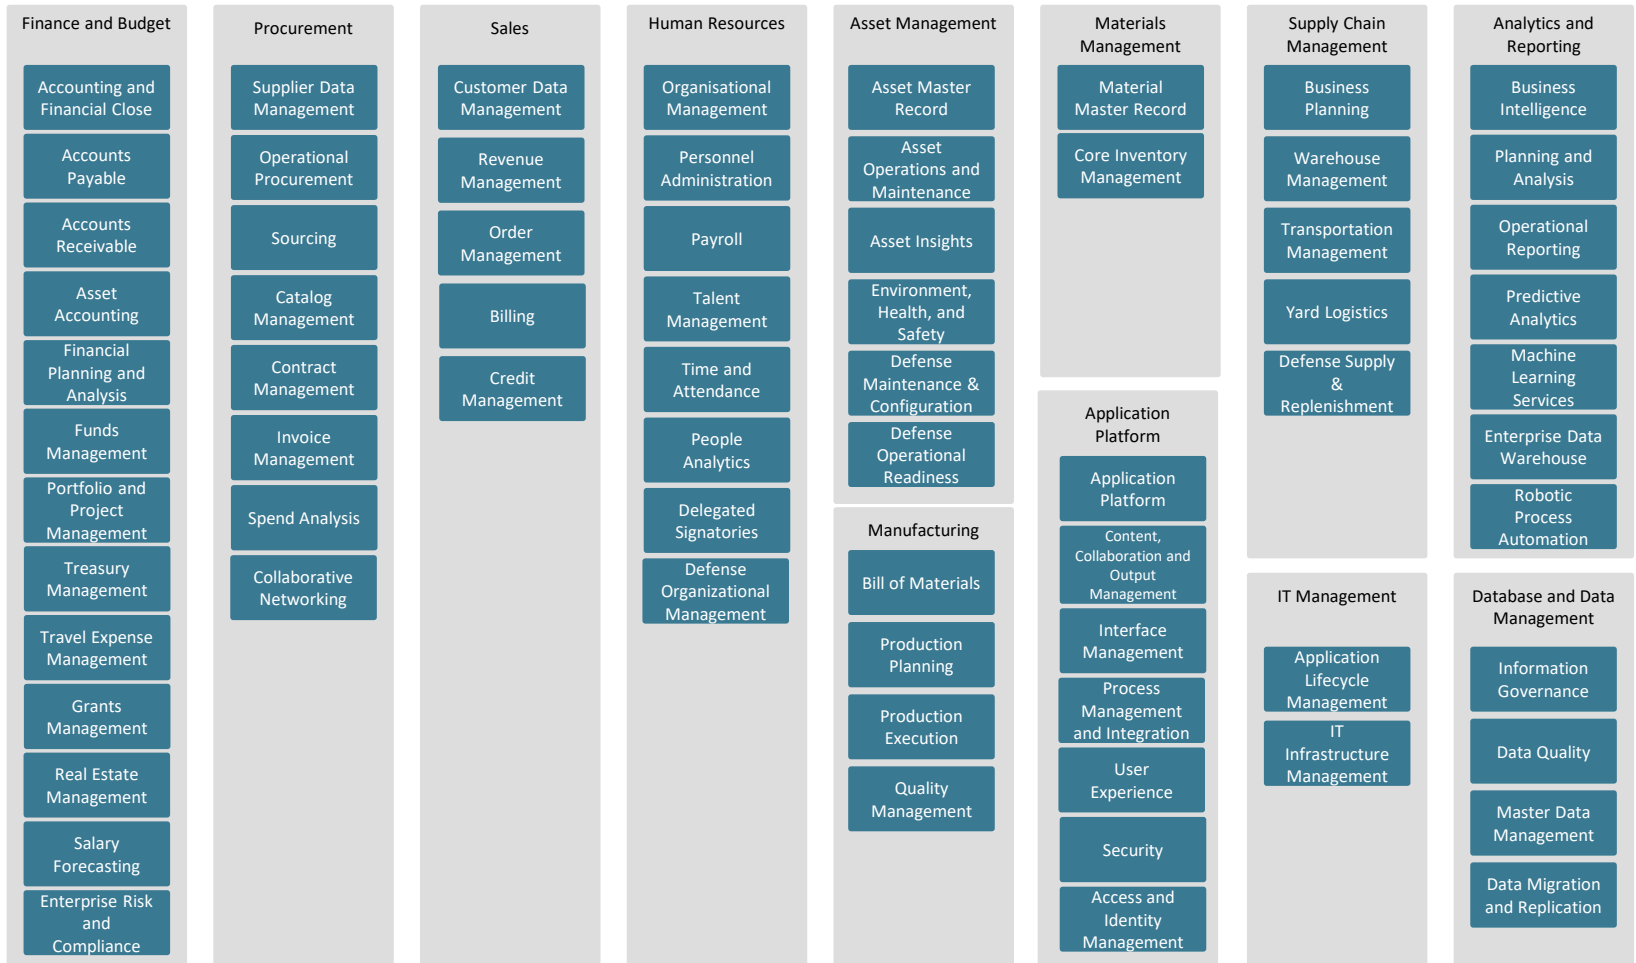 Finance and Budget
Accounting and
Financial Close
Accounts
Payable
Accounts
Receivable
Asset
Accounting
Financial
Planning and
Analysis
Funds
Management
Portfolio and
Project
Management
Treasury
Management
Travel Expense
Management
Grants
Management
Real Estate
Management
Salary
Forecasting
Enterprise Risk
and
Compliance
Procurement
Supplier Data
Management
Operational
Procurement
Sourcing
Catalog
Management
Contract
Management
Invoice
Management
Spend Analysis
Collaborative
Networking
Sales
Customer Data
Management
Revenue
Management
Order
Management
Billing
Credit
Management
Human Resources
Organisational
Management
Personnel
Administration
Payroll
Talent
Management
Time and
Attendance
People
Analytics
Delegated
Signatories
Defense
Organizational
Management
Asset Management
Asset Master
Record
Asset
Operations and
Maintenance
Asset Insights
Environment,
Health, and
Safety
Defense
Maintenance &
Configuration
Defense
Operational
Readiness
Manufacturing
Bill of Materials
Production
Planning
Production
Execution
Quality
Management
Materials
Management
Material
Master Record
Core Inventory
Management
Application
Platform
Application
Platform
Content,
Collaboration and
Output
Management
Interface
Management
Process
Management
and Integration
User
Experience
Security
Access and
Identity
Management
Supply Chain
Management
Business
Planning
Warehouse
Management
Transportation
Management
Yard Logistics
Defense Supply
&
Replenishment
IT Management
Application
Lifecycle
Management
IT
Infrastructure
Management
Analytics and
Reporting
Business
Intelligence
Planning and
Analysis
Operational
Reporting
Predictive
Analytics
Machine
Learning
Services
Enterprise Data
Warehouse
Robotic
Process
Automation
Database and Data
Management
Information
Governance
Data Quality
Master Data
Management
Data Migration
and Replication